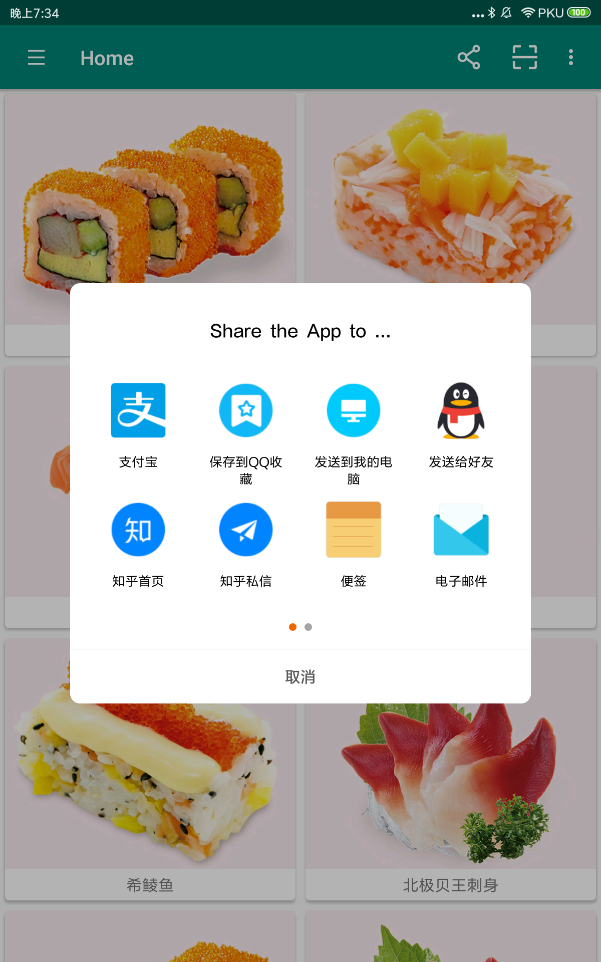 晚上7:34
PKU
100
Home
Share the App to ...
支
支付宝
保存到QQ收
藏
发送到我的电
脑
发送给好友
知
知乎首页
知乎私信
便签
电子邮件
取消
希鲮鱼
北极贝王刺身